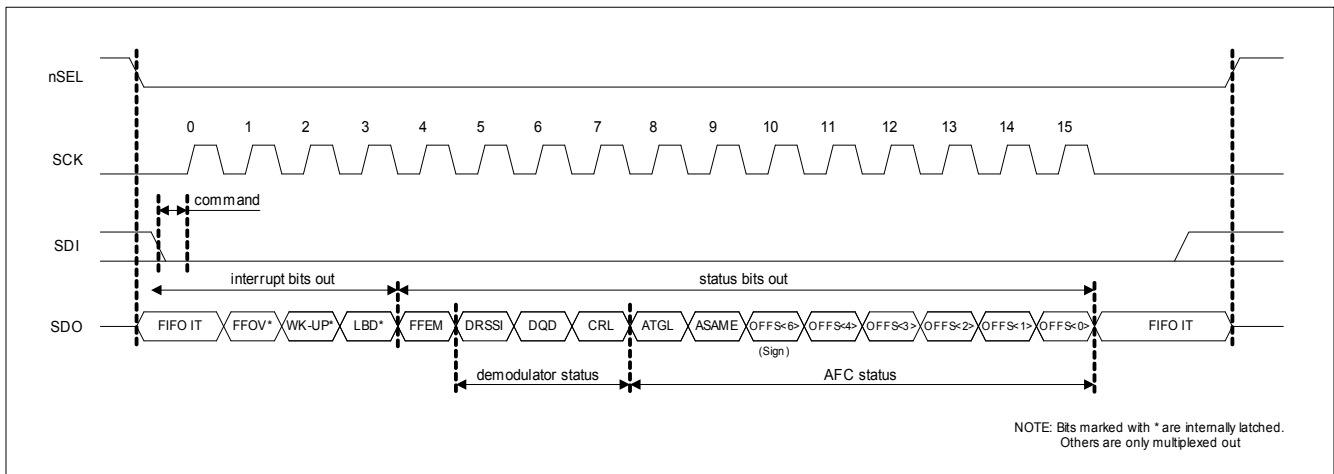 nSEL
0 1 2 3 4 5 6 7 8 9 10 11 12 13 14 15
SCK
command
SDI
interrupt bits out status bits out
SDO FIFO IT FFOV* WK-UP* LBD* FFEM DRSSI DQD CRL ATGL ASAME OFFS<6> OFFS<4> OFFS<3> OFFS<2> OFFS<1> OFFS<0> FIFO IT
(Sign)
demodulator status AFC status
NOTE: Bits marked with * are internally latched.
Others are only multiplexed out